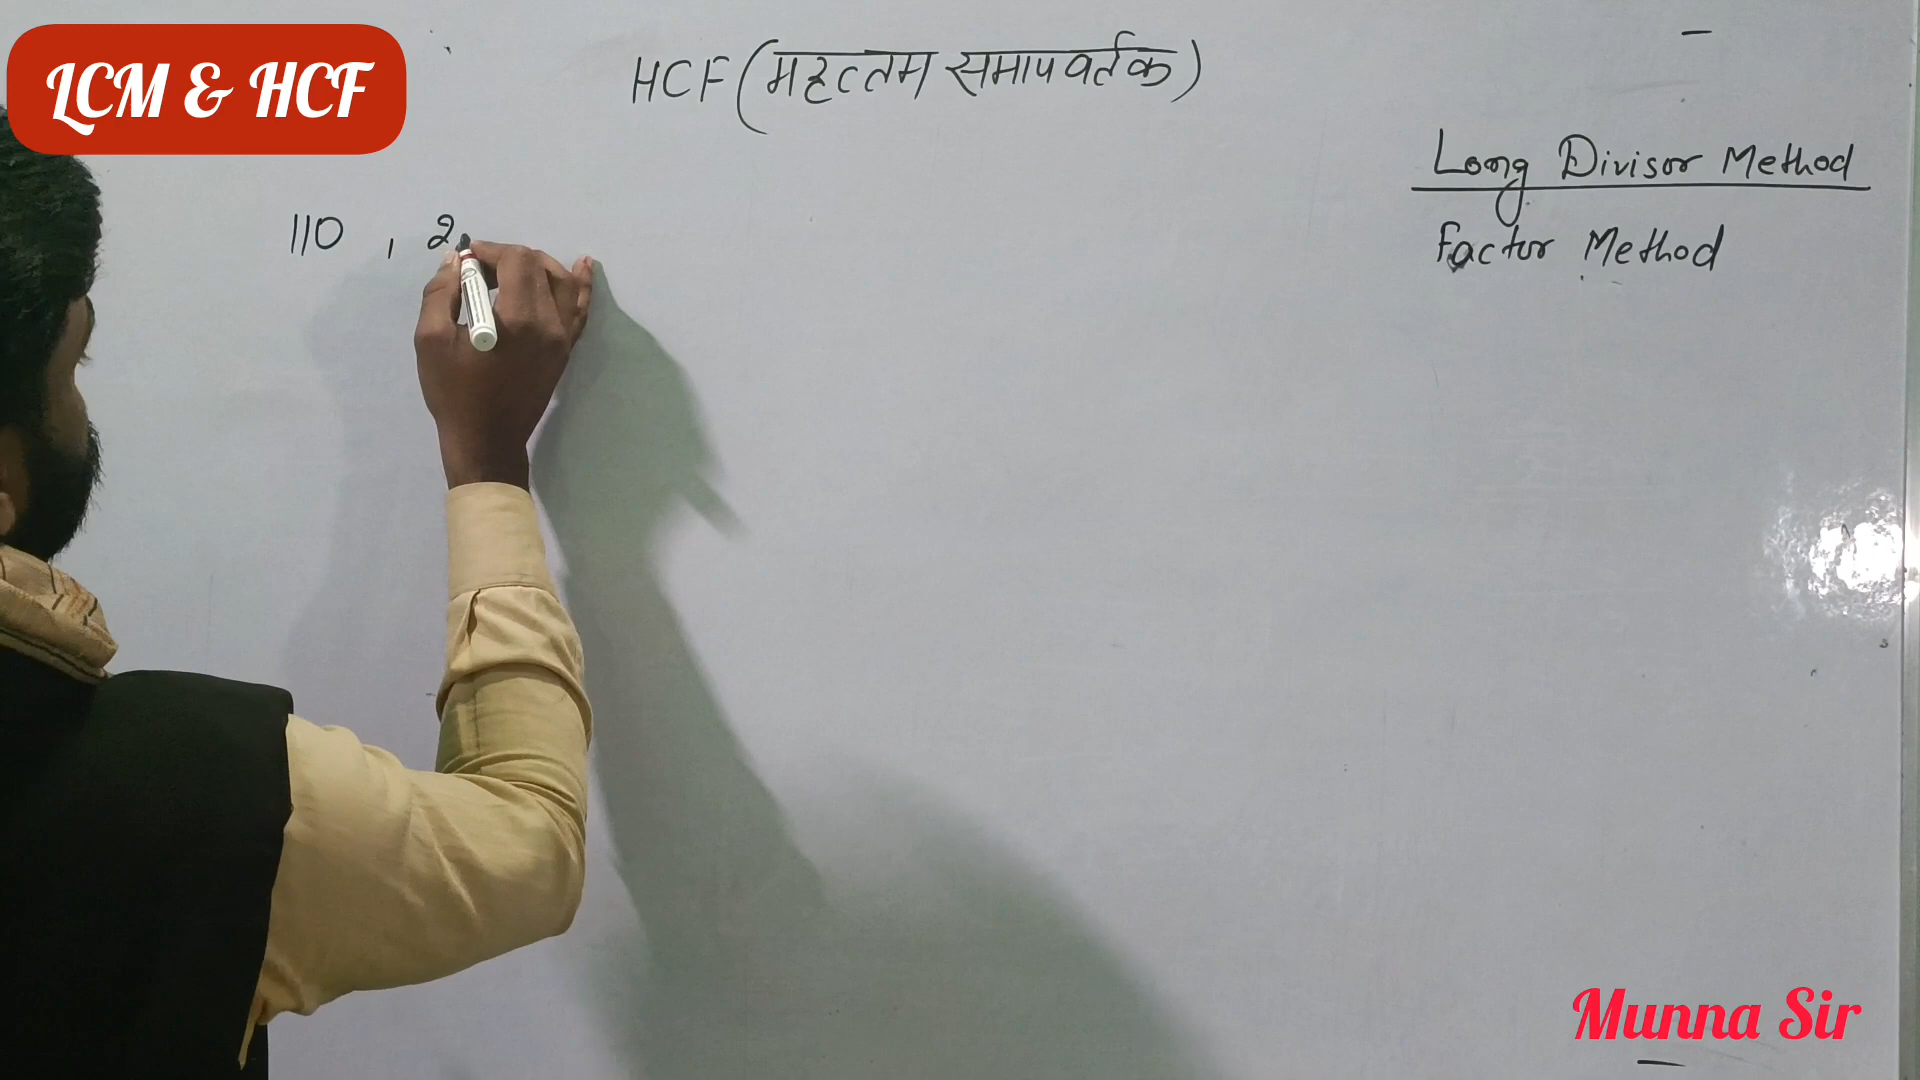 LCM & HCF
HCF (महत्तम समापवर्तक)
Long Divisor Method
Factor Method
110 , 2
Munna Sir